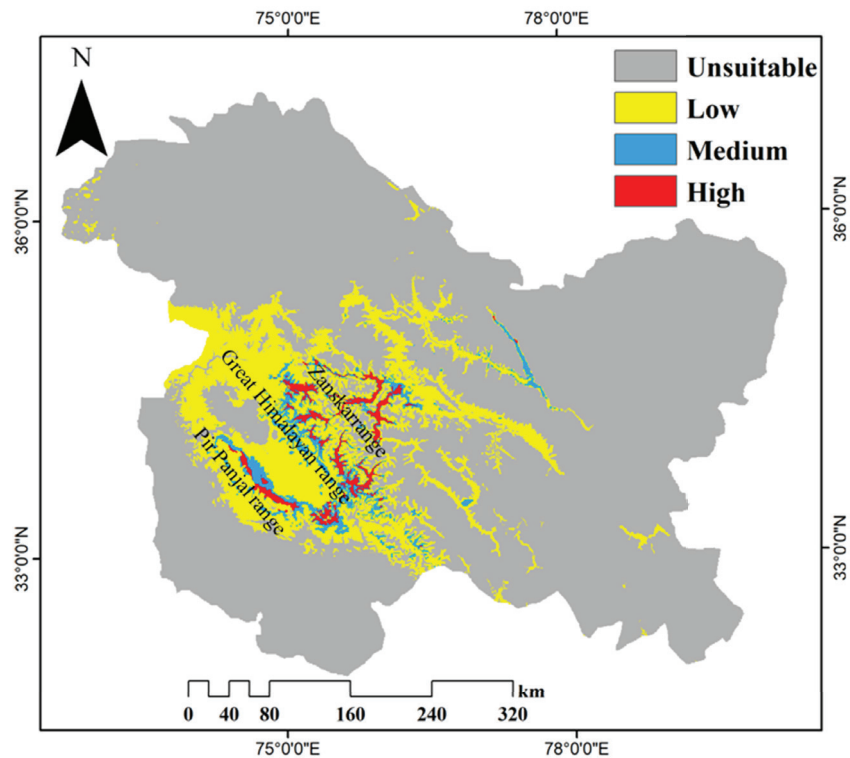 75°0'0"E 78°0'0"E
N
Unsuitable
Low
Medium
High
36°0'0"N 36°0'0"N
Great Himalayan range
Zanskarrange
Pir Panjal range
33°0'0"N 33°0'0"N
km
0 40 80 160 240 320
75°0'0"E 78°0'0"E